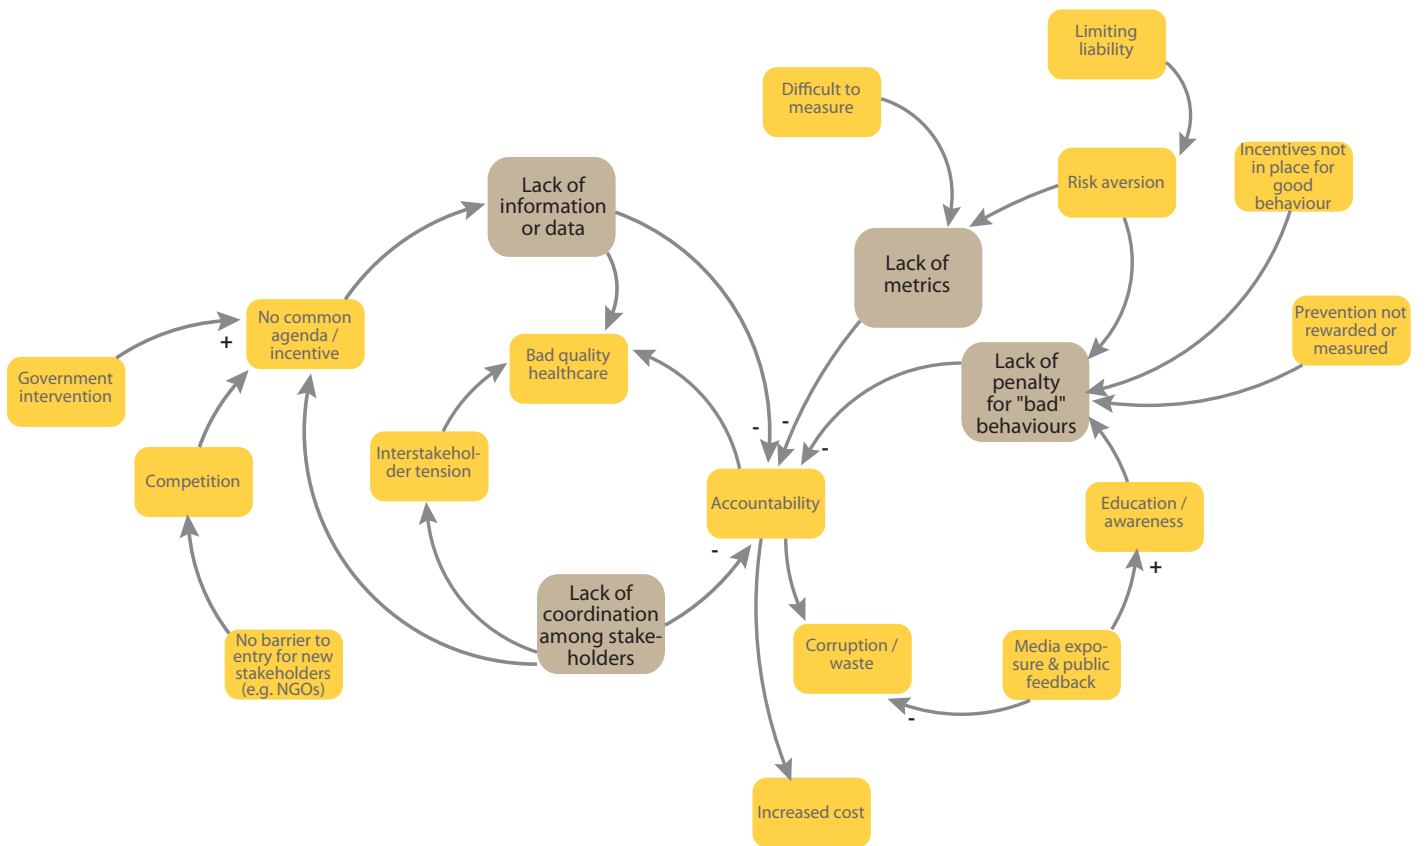 Limiting
liability
Difficult to
measure
Incentives not
in place for
good
behaviour
Risk aversion
Lack of
information
or data
Lack of
metrics
No common
agenda /
incentive
+
Prevention not
rewarded or
measured
Government
intervention
Bad quality
healthcare
Lack of
penalty
for "bad"
behaviours
-
-
-
Interstakehol-
der tension
Competition
Accountability
Education /
awareness
+
-
Lack of
coordination
among stake-
holders
No barrier to
entry for new
stakeholders
(e.g. NGOs)
Corruption /
waste
Media expo-
sure & public
feedback
-
Increased cost